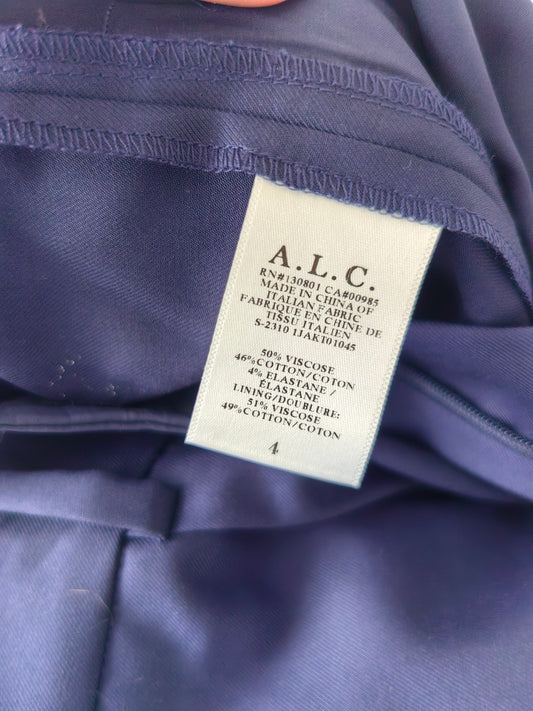 A.L.C.
RN#130801 CA#00985
MADE IN CHINA OF
ITALIAN FABRIC
FABRIQUE EN CHINE DE
TISSU ITALIEN
S-2310 1JAKT01045
50% VISCOSE
46%COTTON/COTON
4% ELASTANE /
ÉLASTANE
LINING/DOUBLURE:
51% VISCOSE
49%COTTON/COTON
4